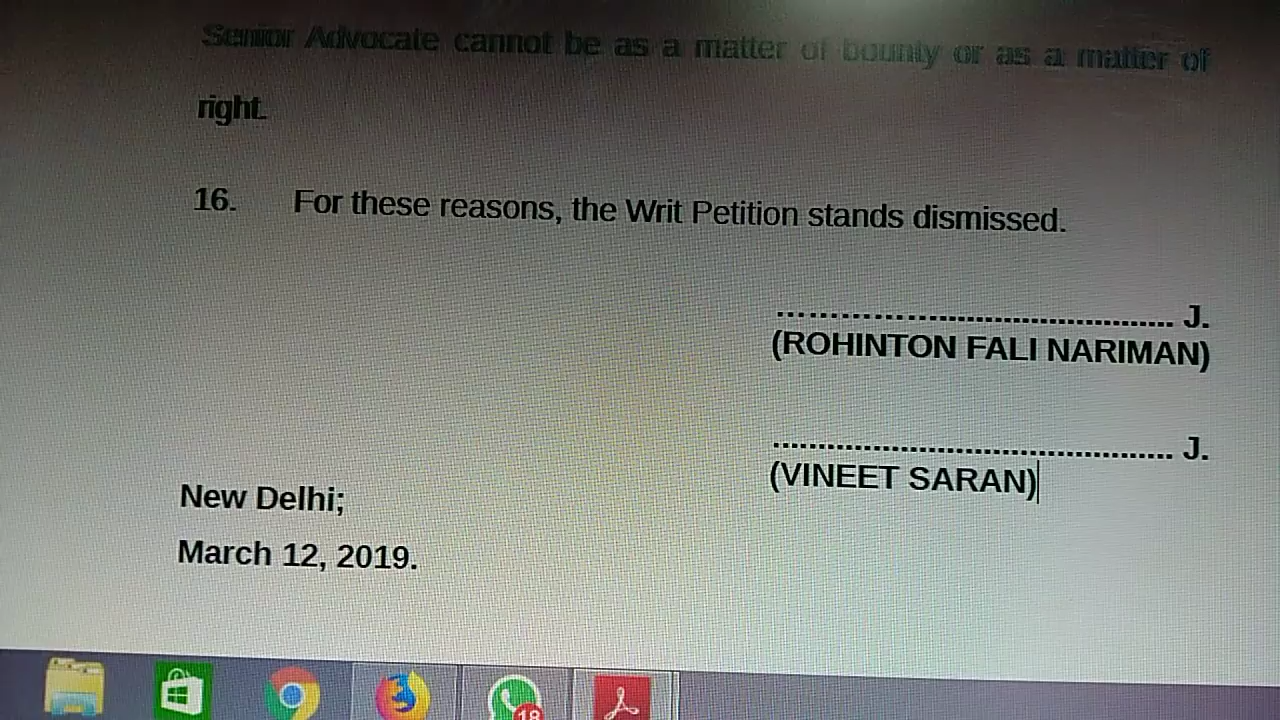 Senior Advocate cannot be as a matter of bounty or as a matter of
right.
16. For these reasons, the Writ Petition stands dismissed.
............................................ J.
(ROHINTON FALI NARIMAN)
............................................ J.
(VINEET SARAN)
New Delhi;
March 12, 2019.
18